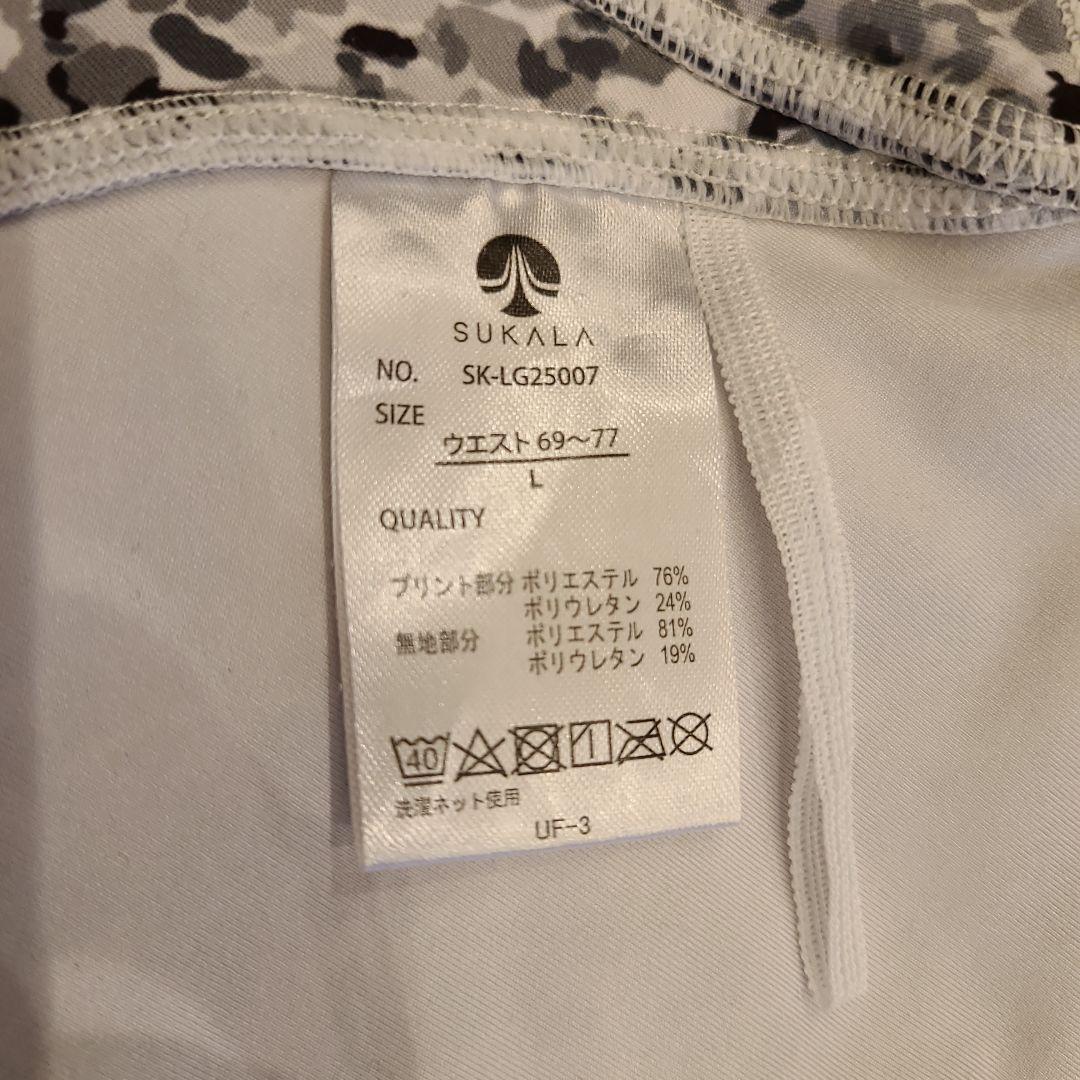 SUKALA
NO. SK-LG25007
SIZE
ウエスト 69～77
L
QUALITY
プリント部分 ポリエステル 76%
ポリウレタン 24%
無地部分 ポリエステル 81%
ポリウレタン 19%
40
洗濯ネット使用
UF-3